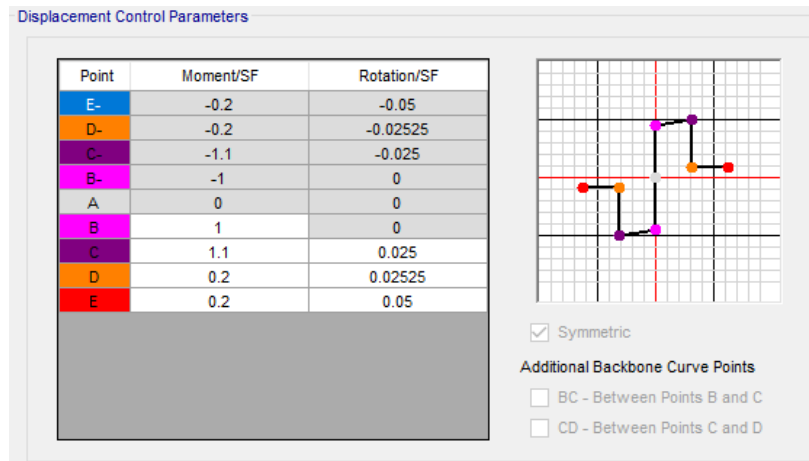 Displacement Control Parameters
Point Moment/SF Rotation/SF
E- -0.2 -0.05
D- -0.2 -0.02525
C- -1.1 -0.025
B- -1 0
A 0 0
B 1 0
C 1.1 0.025
D 0.2 0.02525
E 0.2 0.05
Symmetric
Additional Backbone Curve Points
BC - Between Points B and C
CD - Between Points C and D